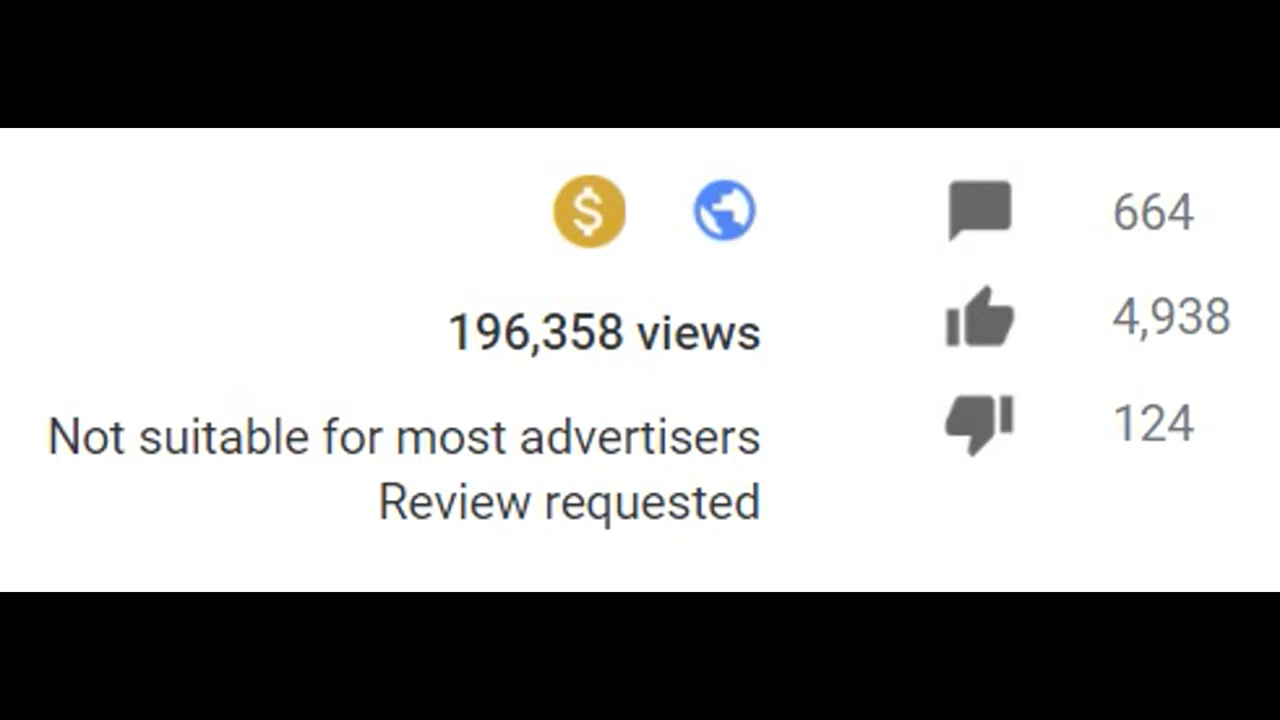 $
196,358 views
Not suitable for most advertisers
Review requested
664
4,938
124